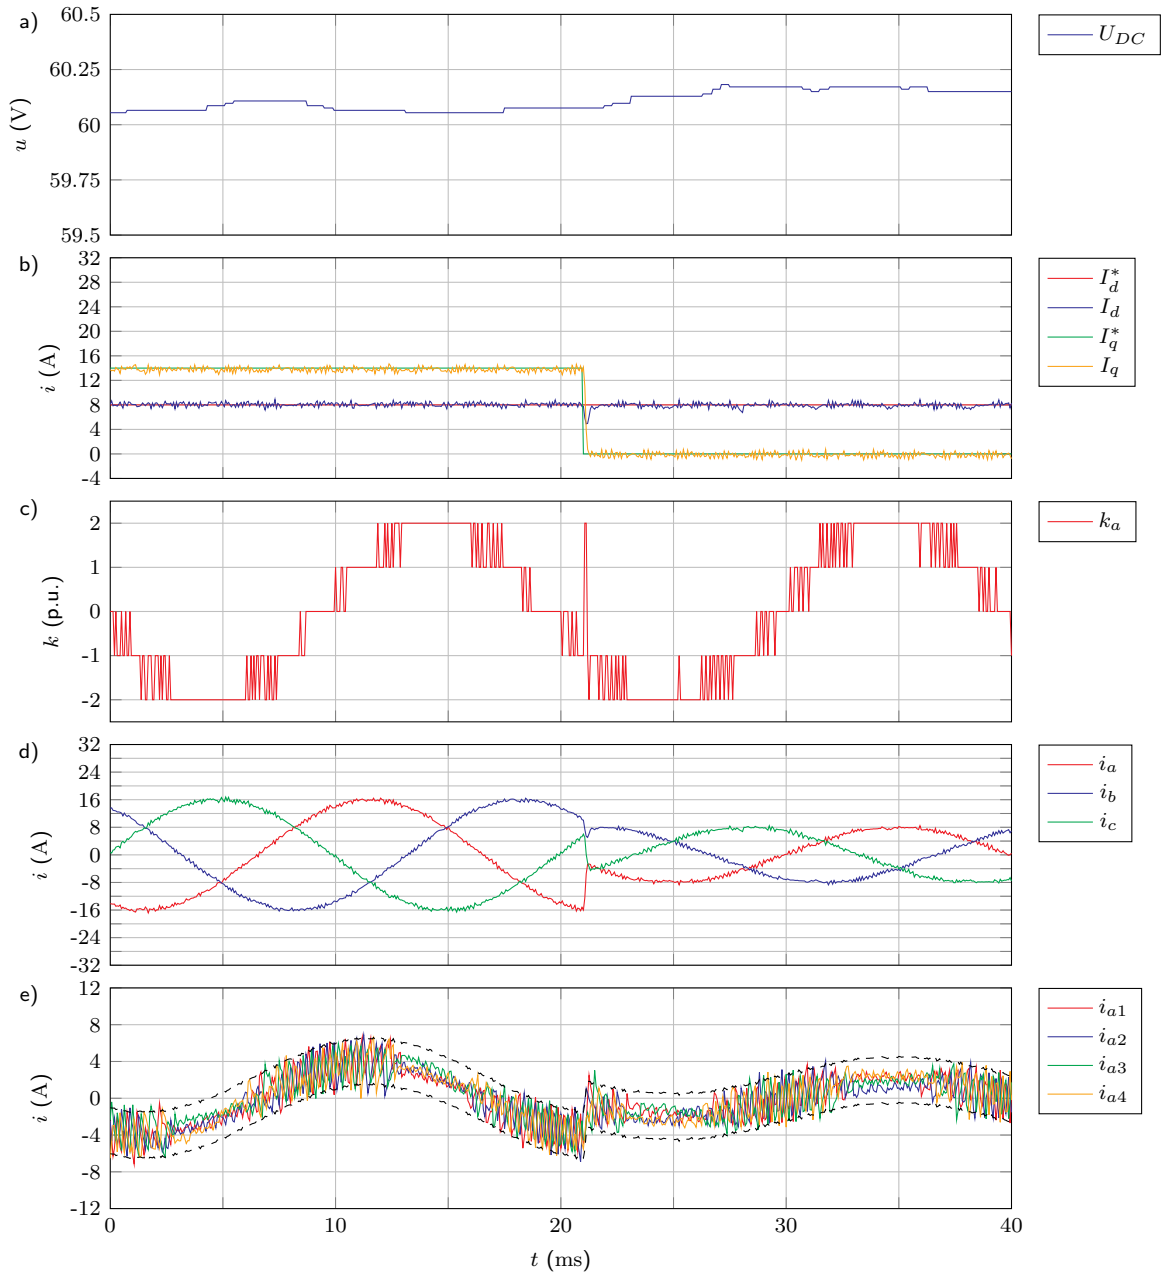 a)
60.5
60.25
60
59.75
59.5
u (V)
U_DC
b)
32
28
24
20
16
12
8
4
0
-4
i (A)
I_d^*
I_d
I_q^*
I_q
c)
2
1
0
-1
-2
k (p.u.)
k_a
d)
32
24
16
8
0
-8
-16
-24
-32
i (A)
i_a
i_b
i_c
e)
12
8
4
0
-4
-8
-12
i (A)
i_a1
i_a2
i_a3
i_a4
0 10 20 30 40
t (ms)